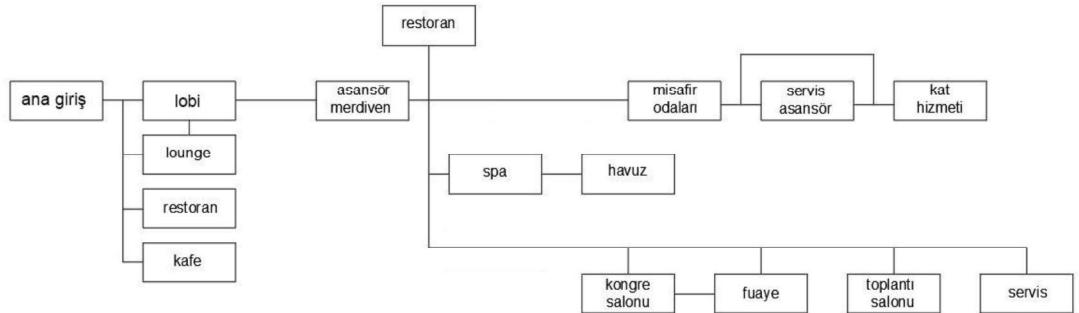 restoran
ana giriş
lobi
asansör
merdiven
misafir
odaları
servis
asansör
kat
hizmeti
lounge
spa
havuz
restoran
kafe
kongre
salonu
fuaye
toplantı
salonu
servis